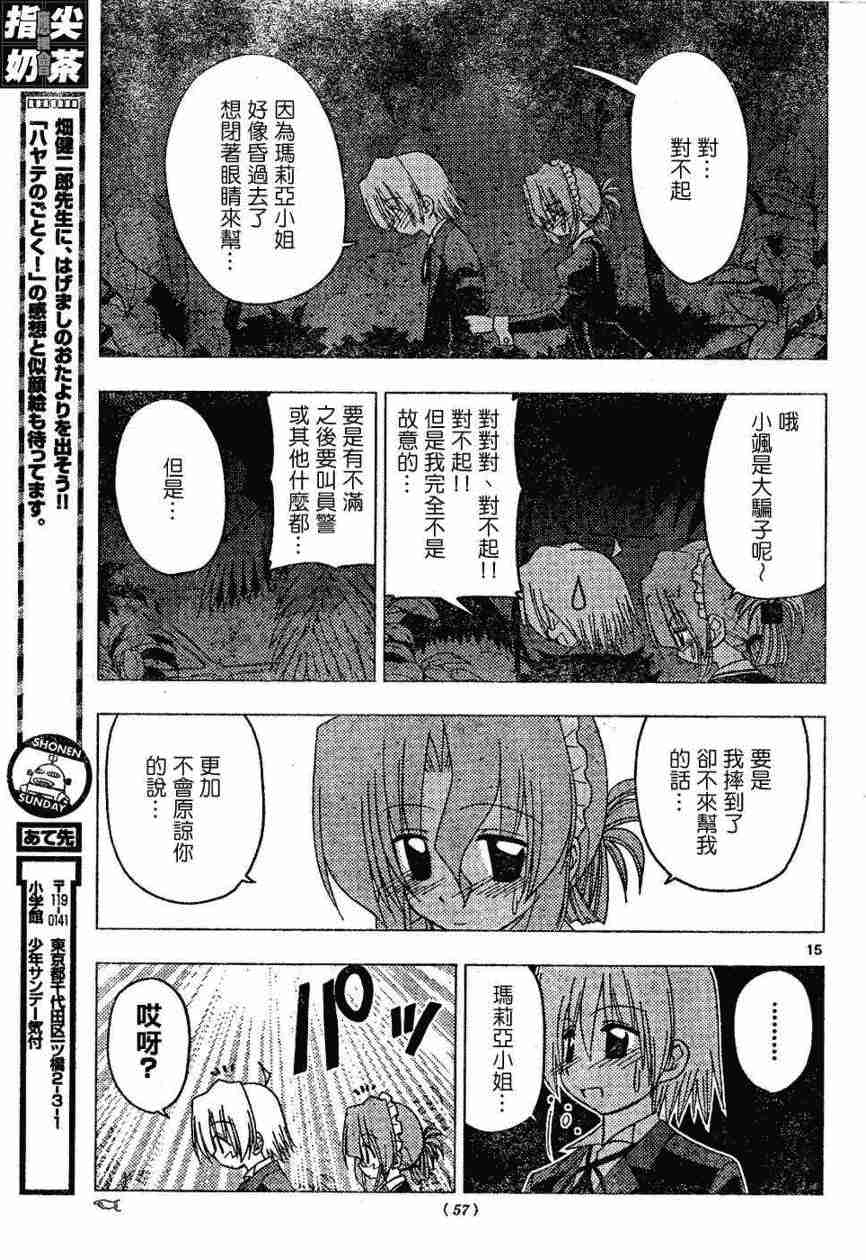 對…
對不起
因為瑪莉亞小姐
好像昏過去了
想閉著眼睛來幫…
哦
小颯是大騙子呢~
對對對、對不起!!
對不起!!
但是我完全不是
故意的…
要是有不滿
之後要叫員警
或其他什麼都…
但是…
要是
我摔到了
卻不來幫我
的話…
更加
不會原諒你
的說…
15
………
瑪莉亞小姐…
パパ
哎呀?
(57)
指尖
奶茶
畑健二郎先生に、はげましのおたよりを出そう!!
「ハヤテのごとく!」の感想と似顔絵も待ってます。
SHONEN
SUNDAY
あて先
〒119-0141 東京都千代田区一ツ橋2-3-1
小学館 少年サンデー気付